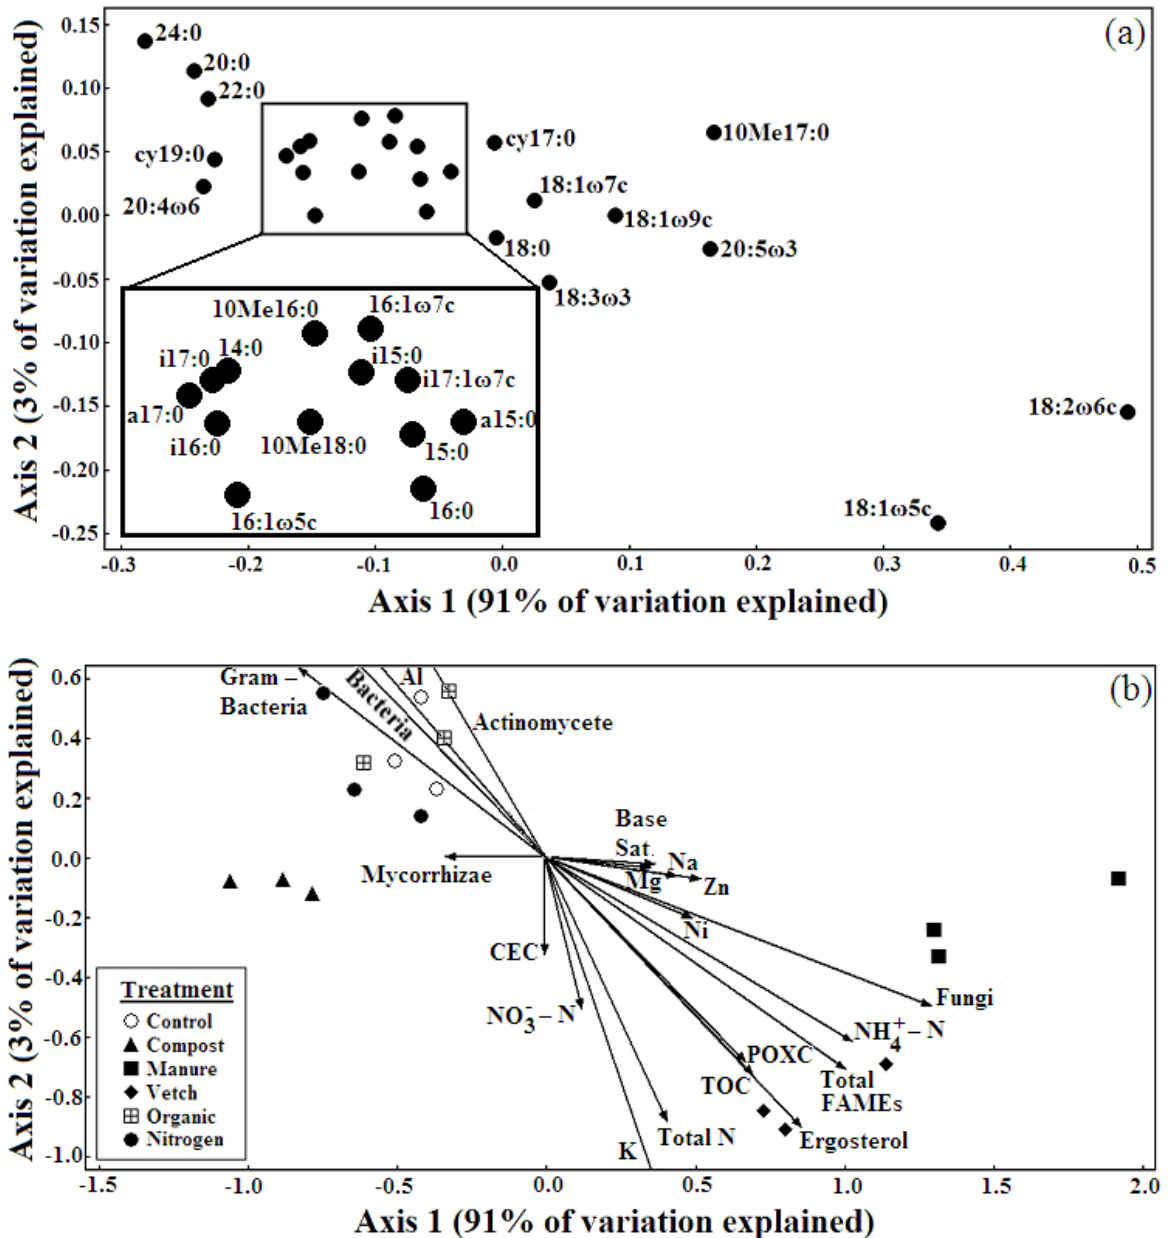 (a)
Axis 2 (3% of variation explained)
0.15
0.10
0.05
0.00
-0.05
-0.10
-0.15
-0.20
-0.25
24:0
20:0
22:0
cy19:0
20:4ω6
cy17:0
10Me17:0
18:1ω7c
18:1ω9c
18:0
20:5ω3
18:3ω3
18:2ω6c
18:1ω5c
10Me16:0
16:1ω7c
i17:0
14:0
i15:0
i17:1ω7c
a17:0
i16:0
10Me18:0
a15:0
15:0
16:1ω5c
16:0
-0.3
-0.2
-0.1
0.0
0.1
0.2
0.3
0.4
0.5
Axis 1 (91% of variation explained)
(b)
Axis 2 (3% of variation explained)
0.6
0.4
0.2
0.0
-0.2
-0.4
-0.6
-0.8
-1.0
Gram –
Bacteria
Bacteria
Al
Actinomycete
Base
Sat.
Na
Mg
Zn
Mycorrhizae
Ni
CEC
NO3- – N
Fungi
NH4+ – N
POXC
TOC
Total
FAMEs
Total N
Ergosterol
K
Treatment
Control
Compost
Manure
Vetch
Organic
Nitrogen
-1.5
-1.0
-0.5
0.0
0.5
1.0
1.5
2.0
Axis 1 (91% of variation explained)